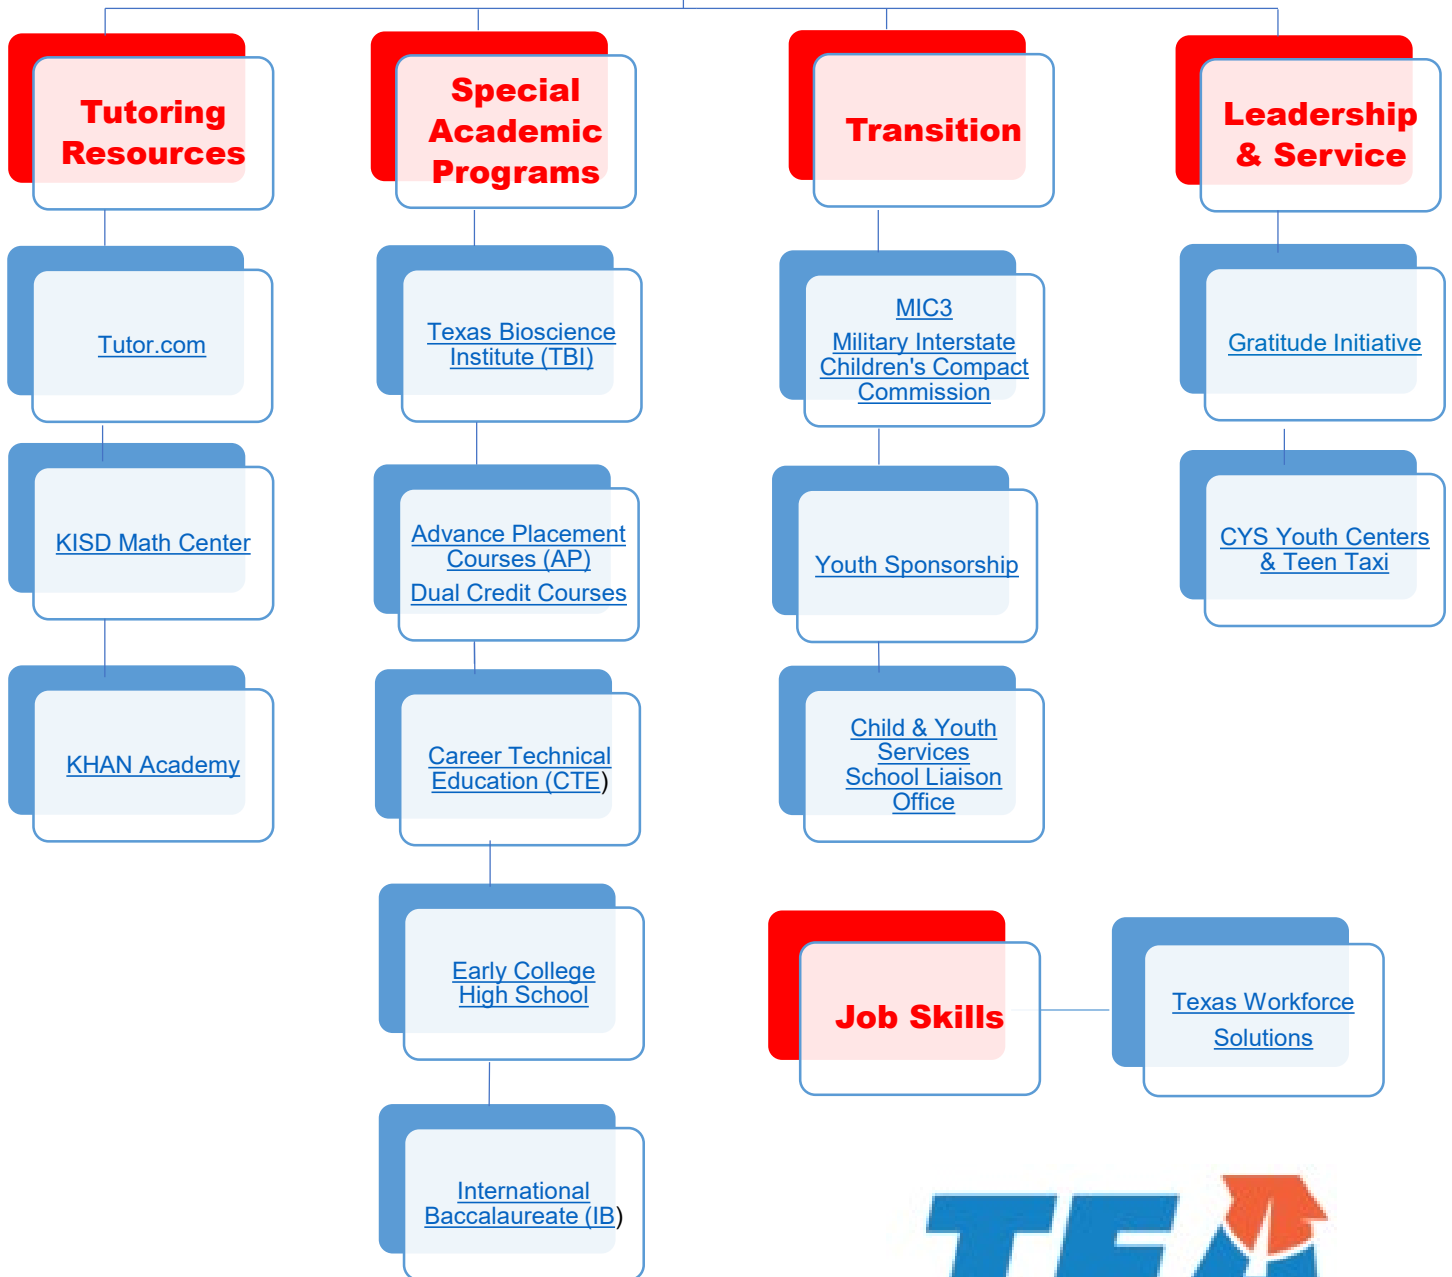 Tutoring
Resources
Tutor.com
KISD Math Center
KHAN Academy
Special
Academic
Programs
Texas Bioscience
Institute (TBI)
Advance Placement
Courses (AP)
Dual Credit Courses
Career Technical
Education (CTE)
Early College
High School
International
Baccalaureate (IB)
Transition
MIC3
Military Interstate
Children's Compact
Commission
Youth Sponsorship
Child & Youth
Services
School Liaison
Office
Leadership
& Service
Gratitude Initiative
CYS Youth Centers
& Teen Taxi
Job Skills
Texas Workforce
Solutions
TEA